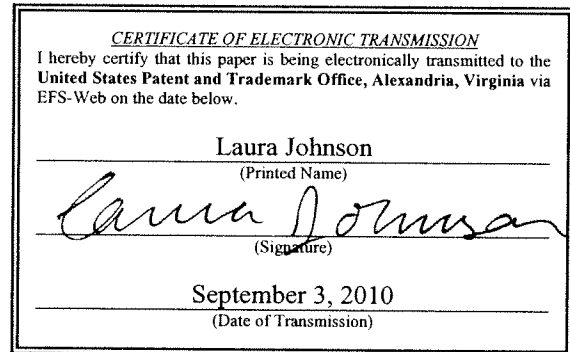 CERTIFICATE OF ELECTRONIC TRANSMISSION
I hereby certify that this paper is being electronically transmitted to the
United States Patent and Trademark Office, Alexandria, Virginia via
EFS-Web on the date below.
Laura Johnson
(Printed Name)
Laura Johnson
(Signature)
September 3, 2010
(Date of Transmission)